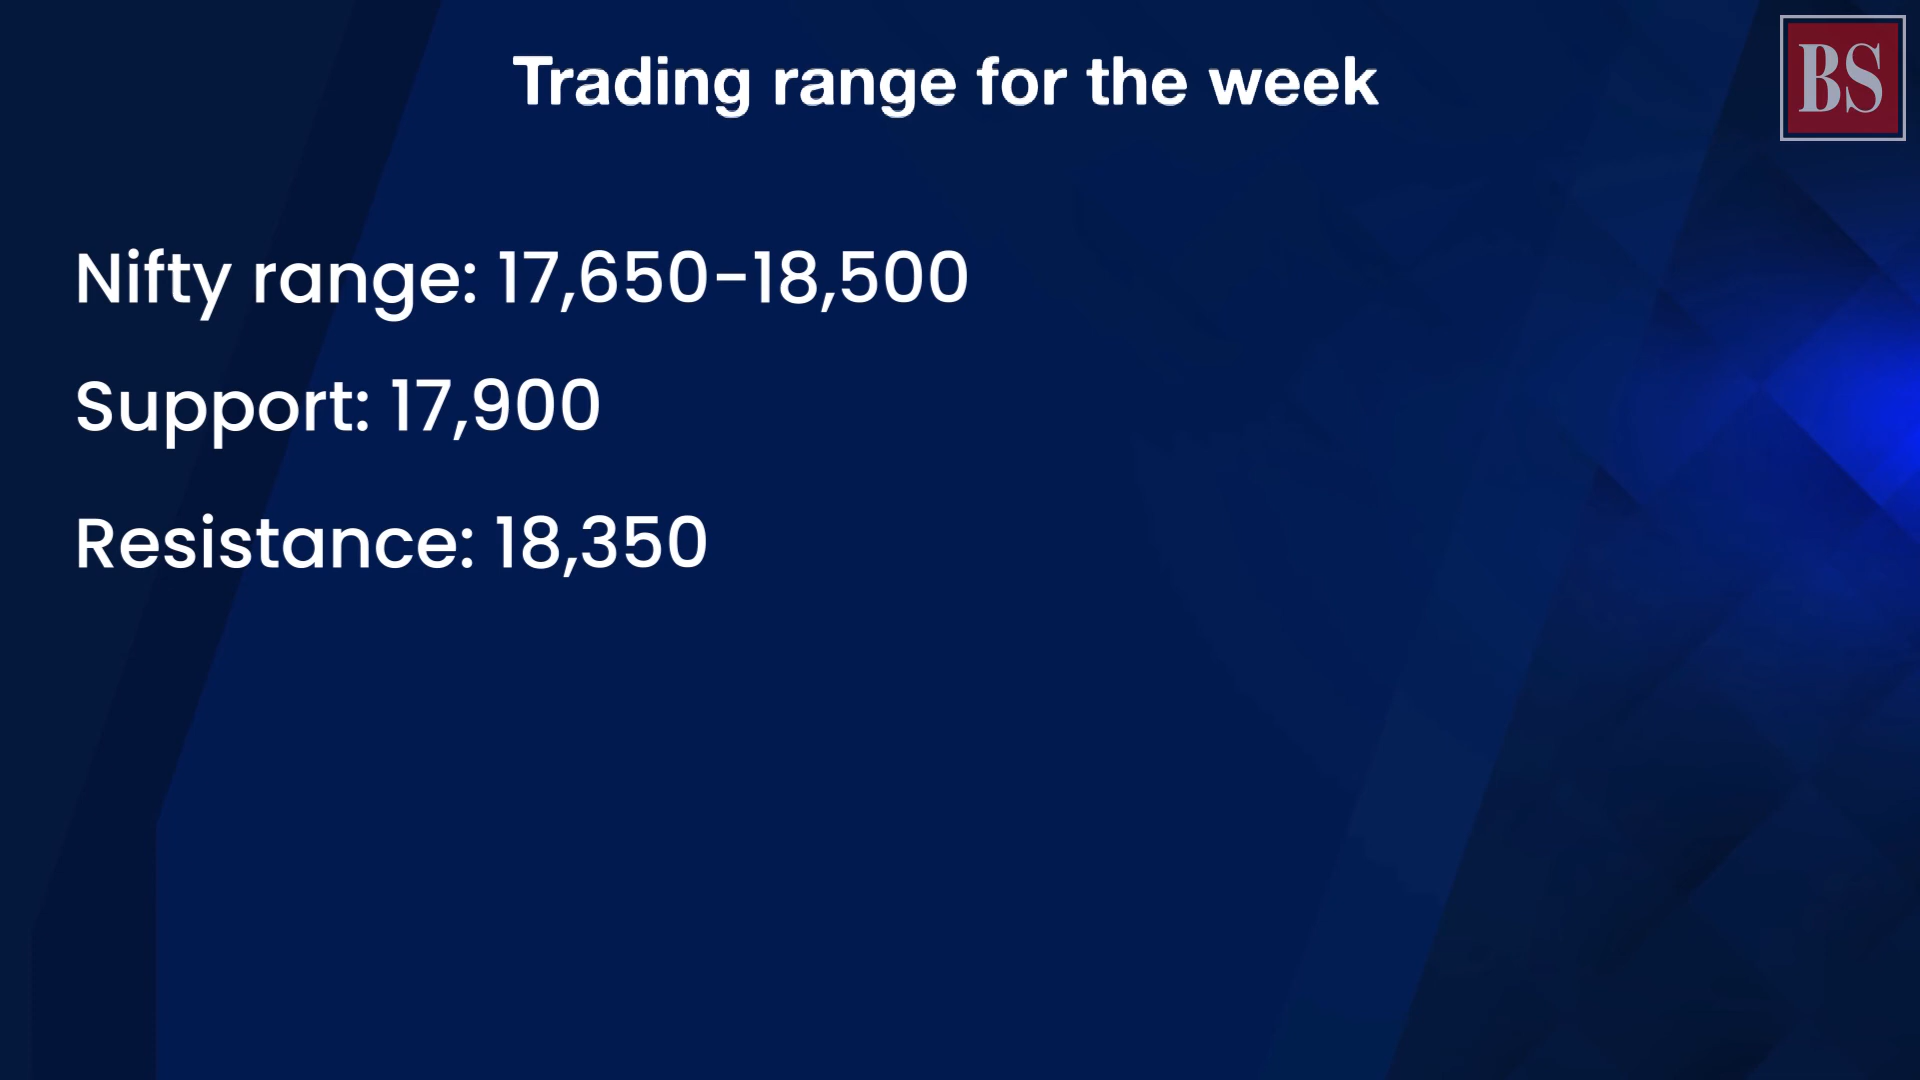 Trading range for the week
BS
Nifty range: 17,650-18,500
Support: 17,900
Resistance: 18,350